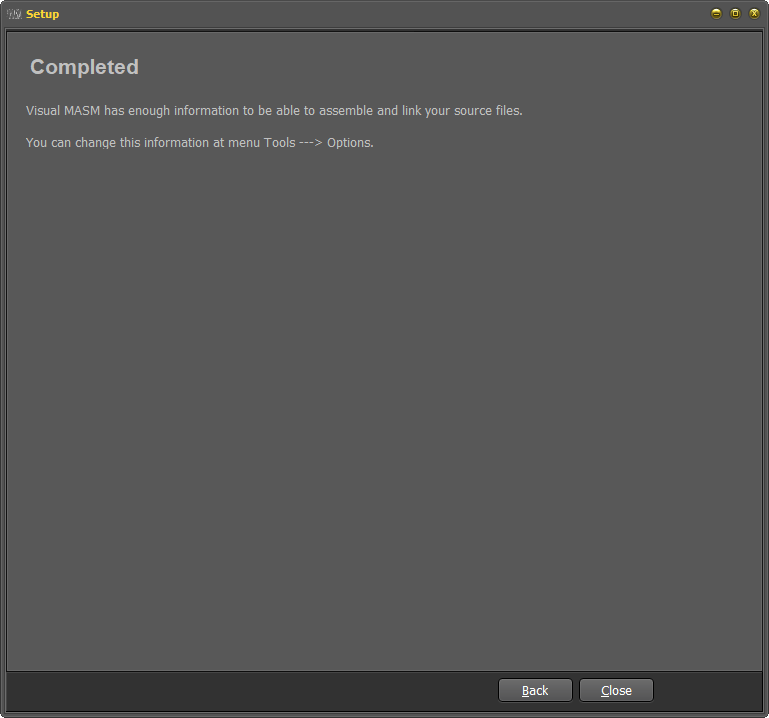 Setup
Completed
Visual MASM has enough information to be able to assemble and link your source files.
You can change this information at menu Tools ---> Options.
Back
Close